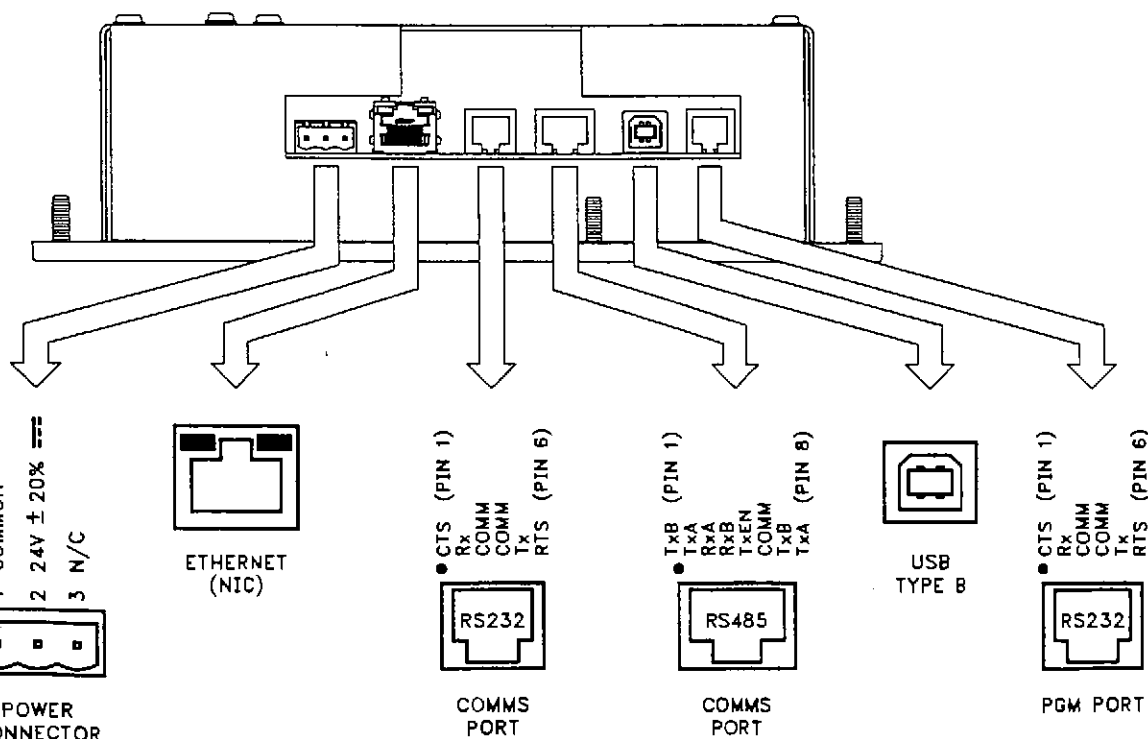 2 24V ± 20% ⎓
3 N/C
POWER
ETHERNET
(NIC)
CTS (PIN 1)
Rx
COMM
COMM
Tx
RTS (PIN 6)
RS232
COMMS
PORT
TxB (PIN 1)
TxA
RxA
RxB
TxEN
COMM
TxB
TxA (PIN 8)
RS485
COMMS
PORT
USB
TYPE B
CTS (PIN 1)
Rx
COMM
COMM
Tx
RTS (PIN 6)
RS232
PGM PORT